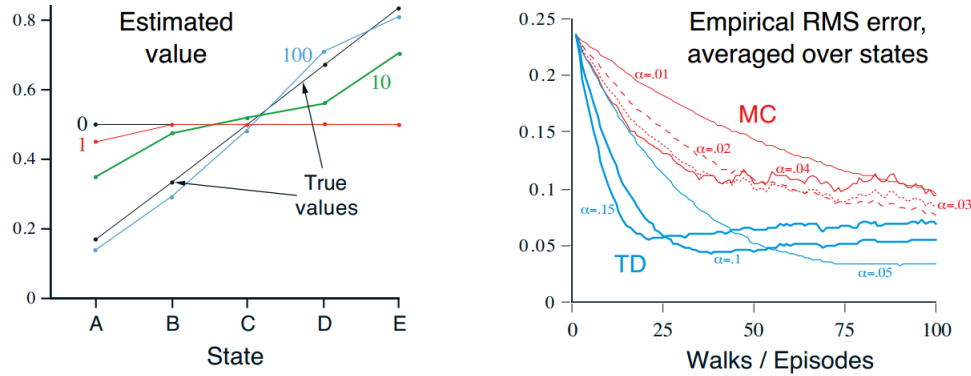 Estimated
value
0.8
0.6
0.4
0.2
0
0
1
10
100
True
values
A B C D E
State
Empirical RMS error,
averaged over states
0.25
0.2
0.15
0.1
0.05
0
α=.01
MC
α=.02
α=.04
α=.03
α=.15
TD
α=.1
α=.05
0 25 50 75 100
Walks / Episodes